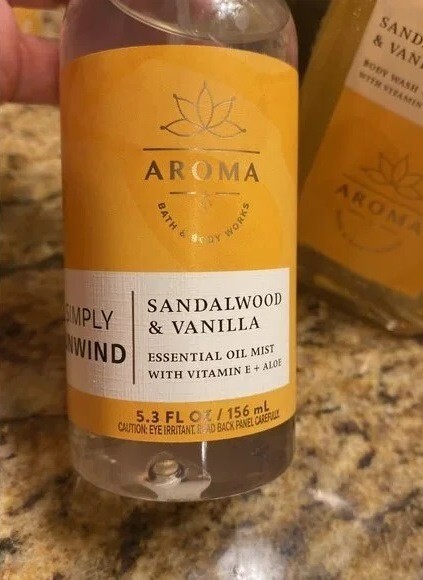 AROMA
BATH & BODY WORKS
SIMPLY
UNWIND
SANDALWOOD
& VANILLA
ESSENTIAL OIL MIST
WITH VITAMIN E + ALOE
5.3 FL OZ / 156 mL
CAUTION: EYE IRRITANT. READ BACK PANEL CAREFULLY.
SAND
& VAN
BODY WASH
WITH VITAMIN
AROMA